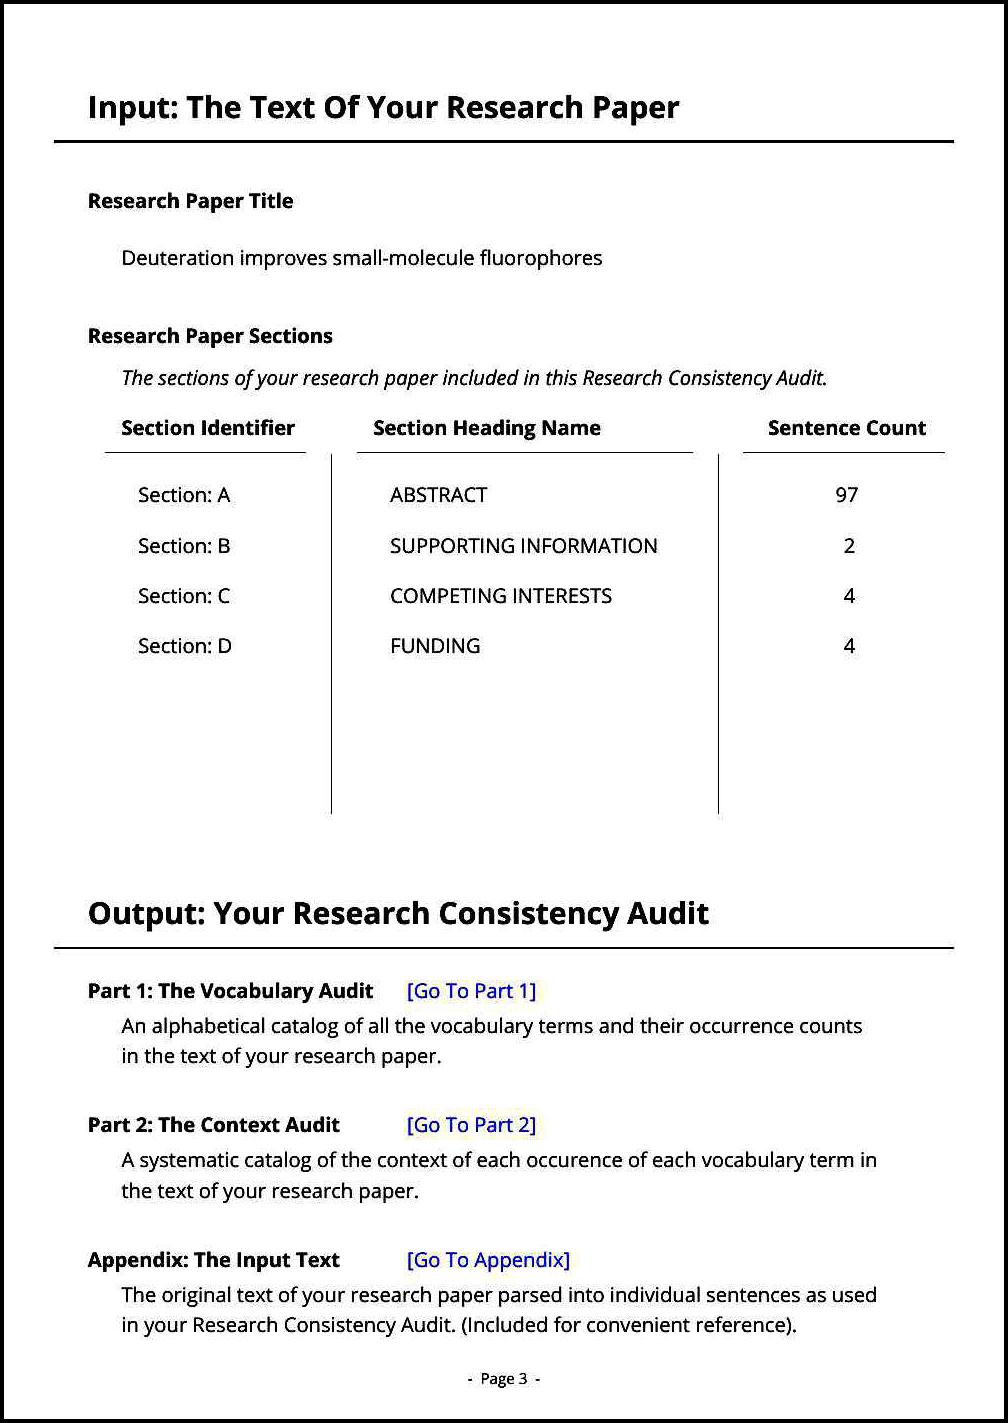 Input: The Text Of Your Research Paper
Research Paper Title
Deuteration improves small-molecule fluorophores
Research Paper Sections
The sections of your research paper included in this Research Consistency Audit.
Section Identifier Section Heading Name Sentence Count
Section: A ABSTRACT 97
Section: B SUPPORTING INFORMATION 2
Section: C COMPETING INTERESTS 4
Section: D FUNDING 4
Output: Your Research Consistency Audit
Part 1: The Vocabulary Audit [Go To Part 1]
An alphabetical catalog of all the vocabulary terms and their occurrence counts
in the text of your research paper.
Part 2: The Context Audit [Go To Part 2]
A systematic catalog of the context of each occurence of each vocabulary term in
the text of your research paper.
Appendix: The Input Text [Go To Appendix]
The original text of your research paper parsed into individual sentences as used
in your Research Consistency Audit. (Included for convenient reference).
- Page 3 -